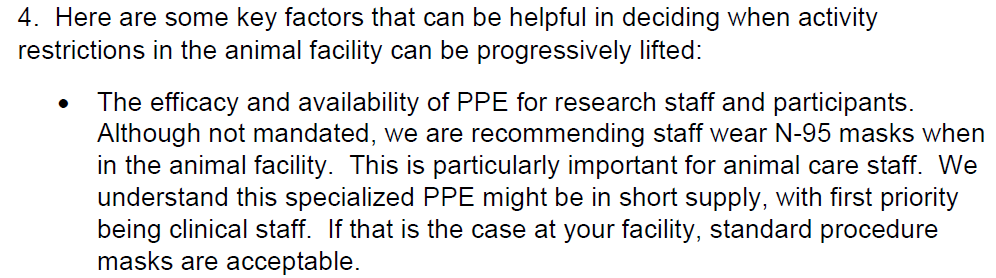 4.  Here are some key factors that can be helpful in deciding when activity
restrictions in the animal facility can be progressively lifted:
•  The efficacy and availability of PPE for research staff and participants.
Although not mandated, we are recommending staff wear N-95 masks when
in the animal facility.  This is particularly important for animal care staff.  We
understand this specialized PPE might be in short supply, with first priority
being clinical staff.  If that is the case at your facility, standard procedure
masks are acceptable.